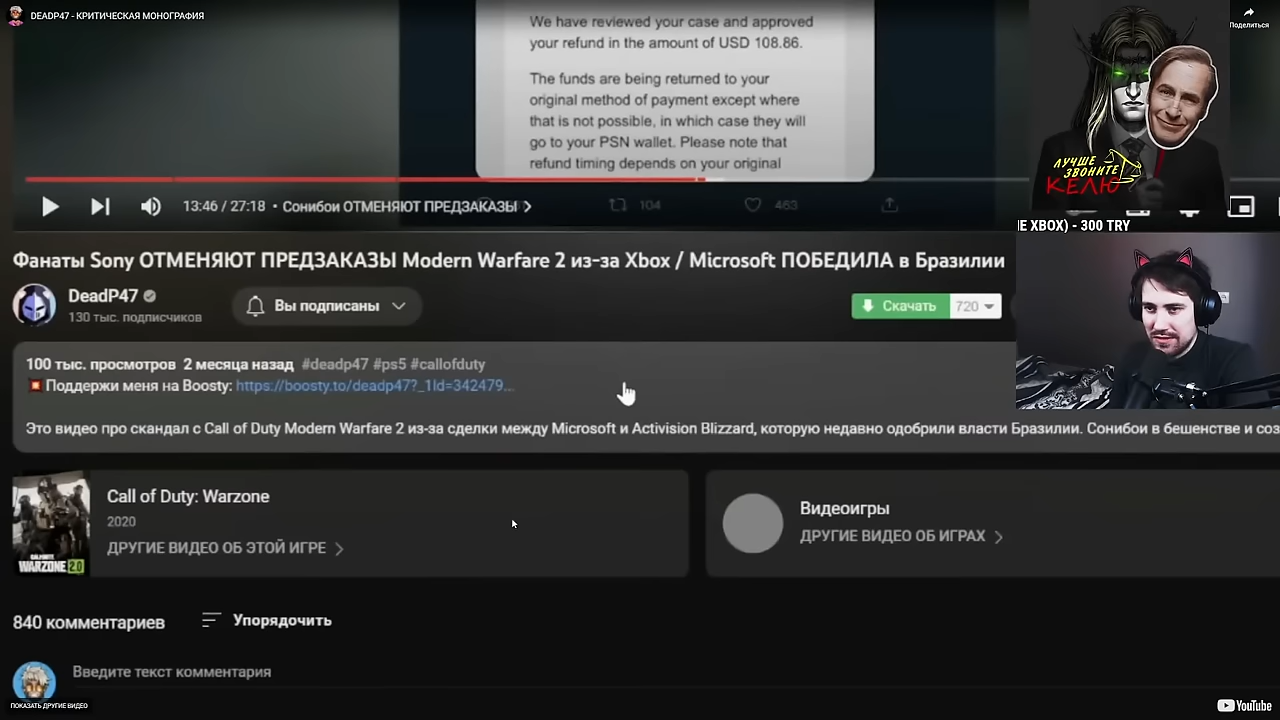 DEADP47 - КРИТИЧЕСКАЯ МОНОГРАФИЯ
Поделиться
We have reviewed your case and approved
your refund in the amount of USD 108.86.
The funds are being returned to your
original method of payment except where
that is not possible, in which case they will
go to your PSN wallet. Please note that
refund timing depends on your original
ЛУЧШЕ
ЗВОНИТЕ
КЕЛЮ
13:46 / 27:18 • Сонибои ОТМЕНЯЮТ ПРЕДЗАКАЗЫ
104
463
E XBOX) - 300 TRY
Фанаты Sony ОТМЕНЯЮТ ПРЕДЗАКАЗЫ Modern Warfare 2 из-за Xbox / Microsoft ПОБЕДИЛА в Бразилии
DeadP47
130 тыс. подписчиков
Вы подписаны
Скачать
720
100 тыс. просмотров 2 месяца назад #deadp47 #ps5 #callofduty
Поддержи меня на Boosty: https://boosty.to/deadp47?_1ld=342479...
Это видео про скандал с Call of Duty Modern Warfare 2 из-за сделки между Microsoft и Activision Blizzard, которую недавно одобрили власти Бразилии. Сонибои в бешенстве и соз
CALL OF DUTY
WARZONE 2.0
Call of Duty: Warzone
2020
ДРУГИЕ ВИДЕО ОБ ЭТОЙ ИГРЕ
Видеоигры
ДРУГИЕ ВИДЕО ОБ ИГРАХ
840 комментариев
Упорядочить
Введите текст комментария
ПОКАЗАТЬ ДРУГИЕ ВИДЕО
YouTube